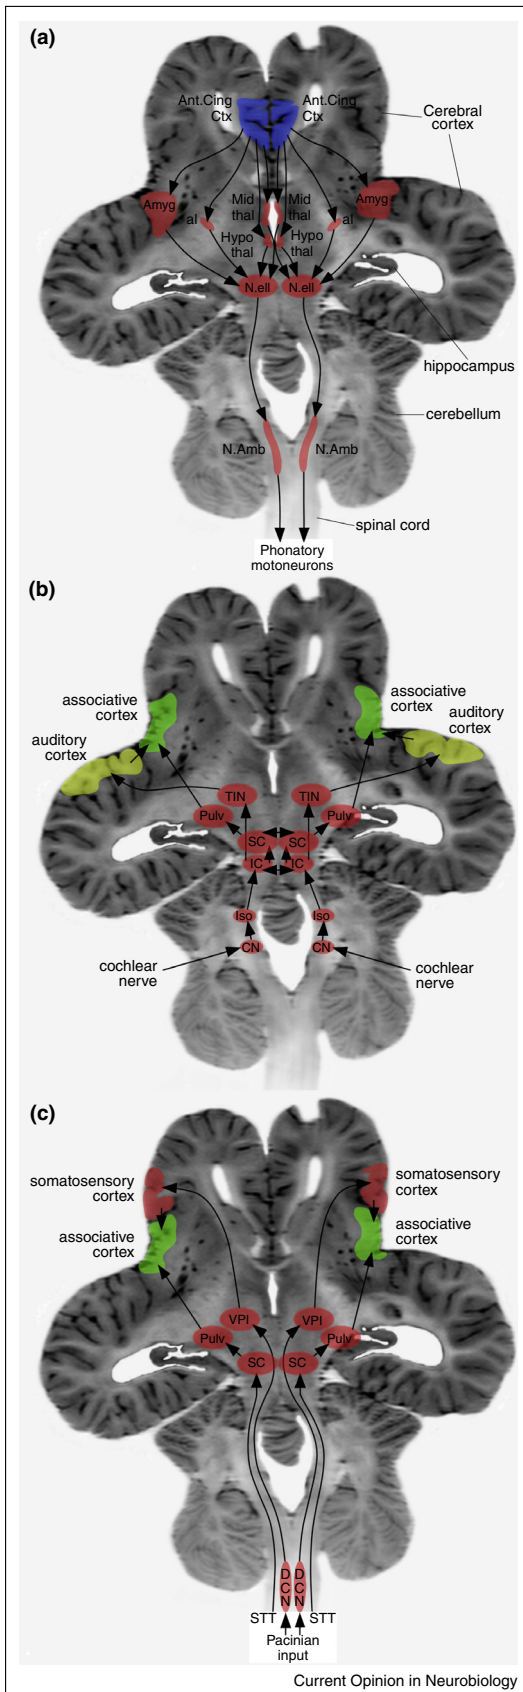 (a)
Ant.Cing
Ctx
Ant.Cing
Ctx
Cerebral
cortex
Amyg
al
Mid
thal
Mid
thal
al
Amyg
Hypo
thal
Hypo
thal
N.ell
N.ell
hippocampus
cerebellum
N.Amb
N.Amb
spinal cord
Phonatory
motoneurons
(b)
associative
cortex
associative
cortex
auditory
cortex
auditory
cortex
TIN
TIN
Pulv
Pulv
SC
SC
IC
IC
Iso
Iso
CN
CN
cochlear
nerve
cochlear
nerve
(c)
somatosensory
cortex
somatosensory
cortex
associative
cortex
associative
cortex
VPI
VPI
Pulv
Pulv
SC
SC
DCN
DCN
STT
STT
Pacinian
input
Current Opinion in Neurobiology